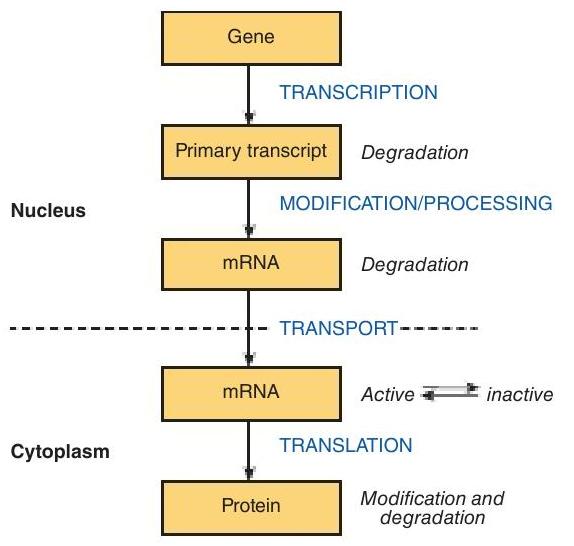 Gene
TRANSCRIPTION
Primary transcript
Degradation
MODIFICATION/PROCESSING
Nucleus
mRNA
Degradation
TRANSPORT
mRNA
Active
inactive
TRANSLATION
Cytoplasm
Protein
Modification and
degradation